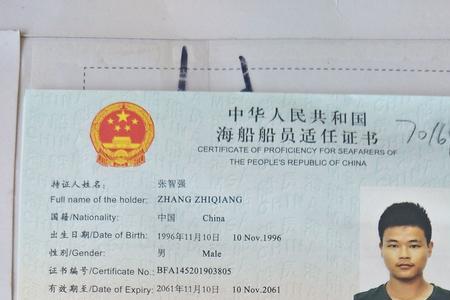 中华人民共和国
海船船员适任证书
CERTIFICATE OF PROFICIENCY FOR SEAFARERS OF
THE PEOPLE'S REPUBLIC OF CHINA
持证人姓名: 张智强
Full name of the holder: ZHANG ZHIQIANG
国籍/Nationality: 中国 China
出生日期/Date of Birth: 1996年11月10日 10 Nov.1996
性别/Gender: 男 Male
证书编号/Certificate No.: BFA145201903805
有效期至/Date of Expiry: 2061年11月10日 10 Nov.2061